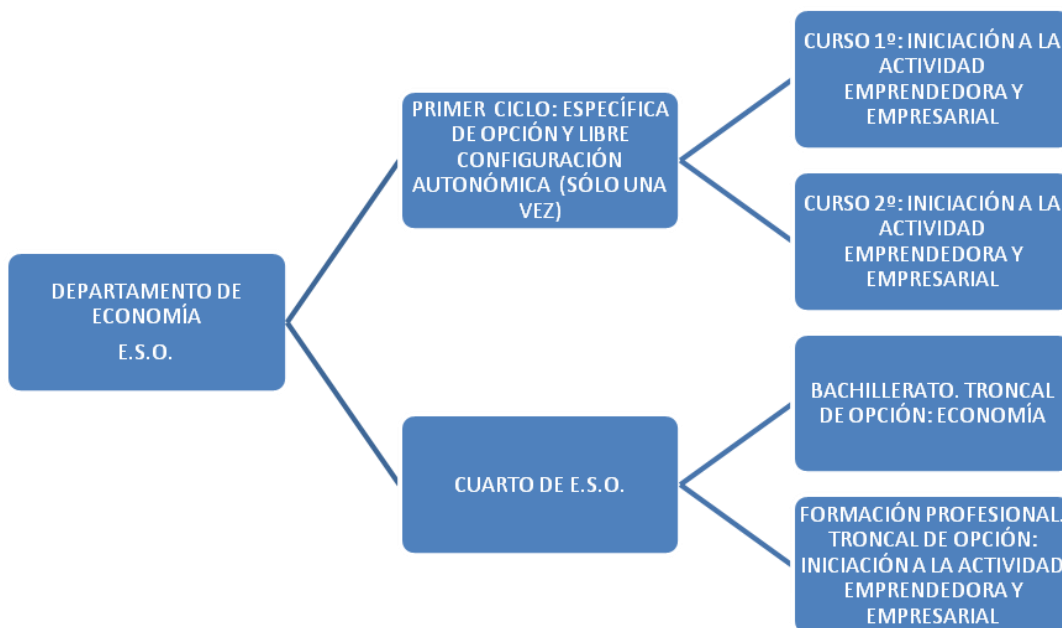 DEPARTAMENTO DE
ECONOMÍA
E.S.O.
PRIMER CICLO: ESPECÍFICA
DE OPCIÓN Y LIBRE
CONFIGURACIÓN
AUTONÓMICA (SÓLO UNA
VEZ)
CURSO 1º: INICIACIÓN A LA
ACTIVIDAD
EMPRENDEDORA Y
EMPRESARIAL
CURSO 2º: INICIACIÓN A LA
ACTIVIDAD
EMPRENDEDORA Y
EMPRESARIAL
CUARTO DE E.S.O.
BACHILLERATO. TRONCAL
DE OPCIÓN: ECONOMÍA
FORMACIÓN PROFESIONAL.
TRONCAL DE OPCIÓN:
INICIACIÓN A LA ACTIVIDAD
EMPRENDEDORA Y
EMPRESARIAL